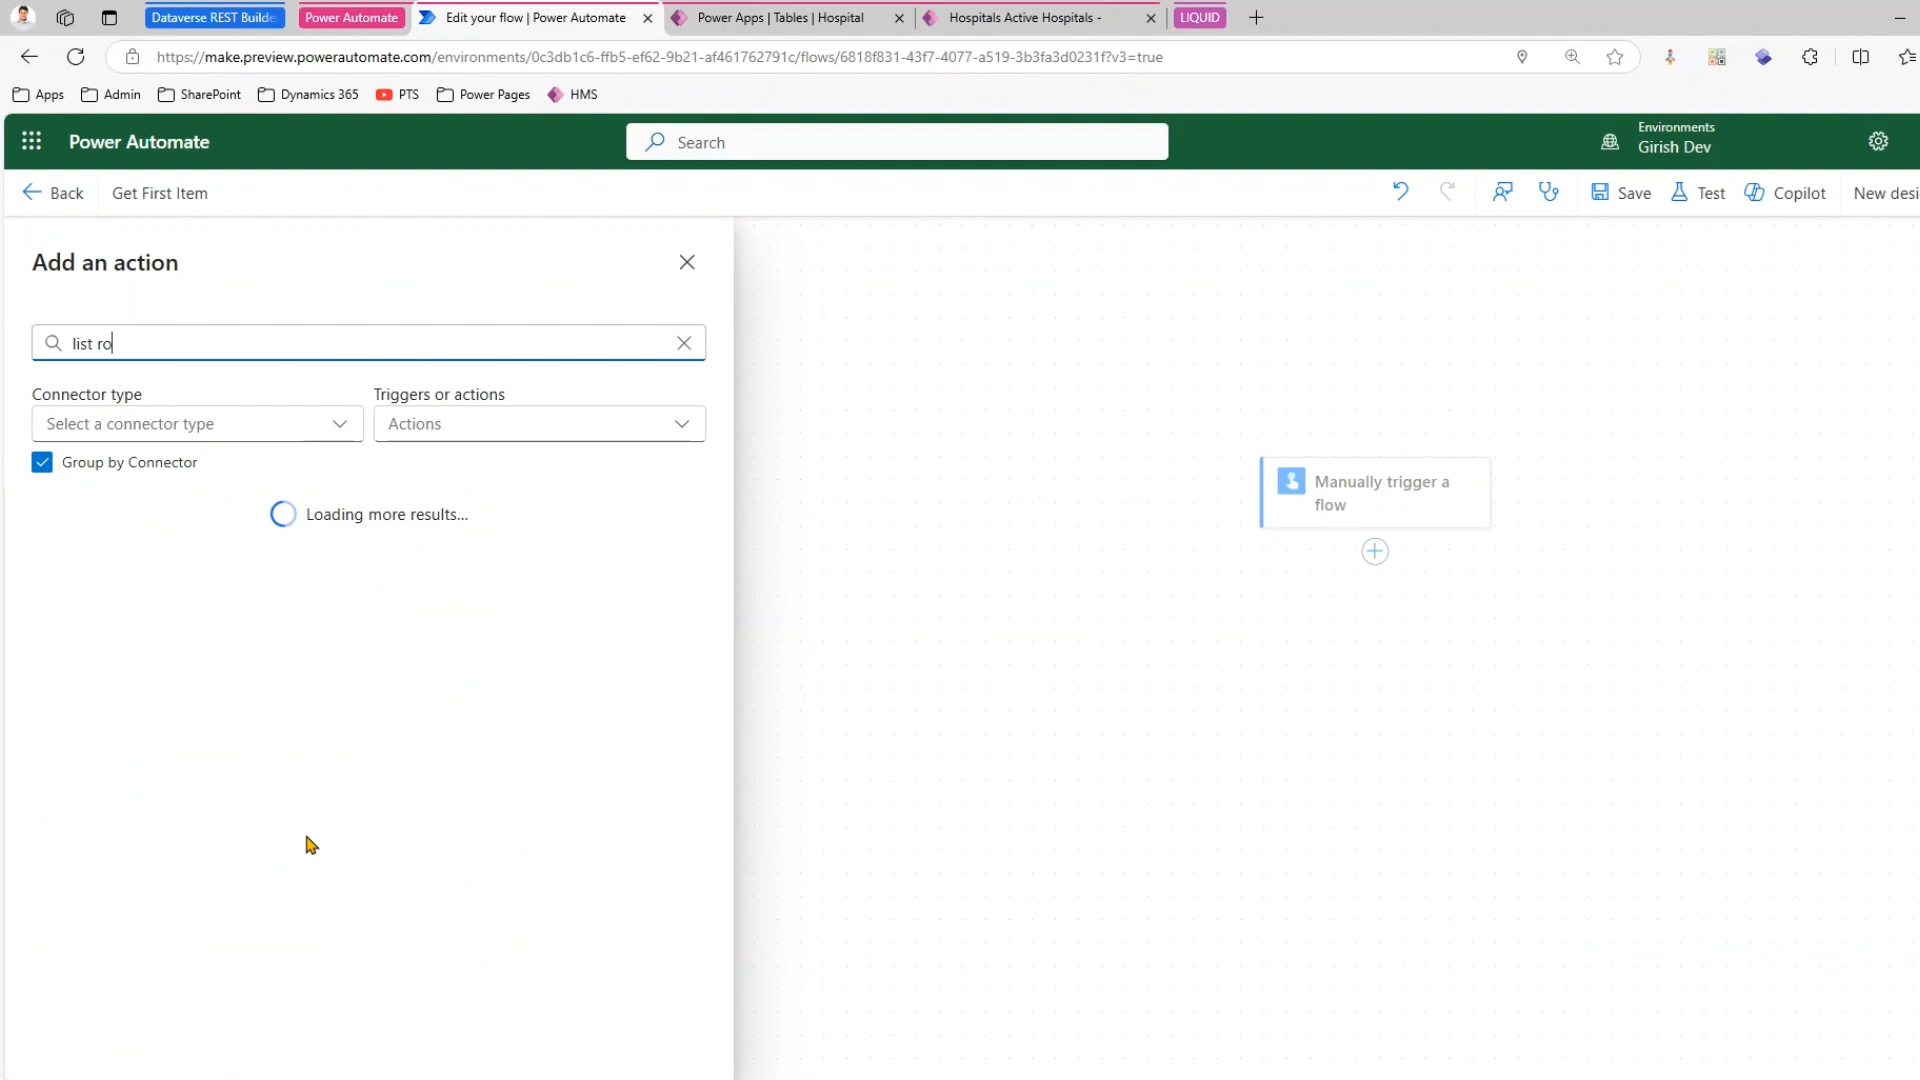 Dataverse REST Builde
Power Automate
Edit your flow | Power Automate
Power Apps | Tables | Hospital
Hospitals Active Hospitals -
LIQUID
https://make.preview.powerautomate.com/environments/0c3db1c6-ffb5-ef62-9b21-af461762791c/flows/6818f831-43f7-4077-a519-3b3fa3d0231f?v3=true
Apps
Admin
SharePoint
Dynamics 365
PTS
Power Pages
HMS
Power Automate
Search
Environments
Girish Dev
Back
Get First Item
Save
Test
Copilot
New desi
Add an action
list ro
Connector type
Triggers or actions
Select a connector type
Actions
Group by Connector
Loading more results...
Manually trigger a
flow